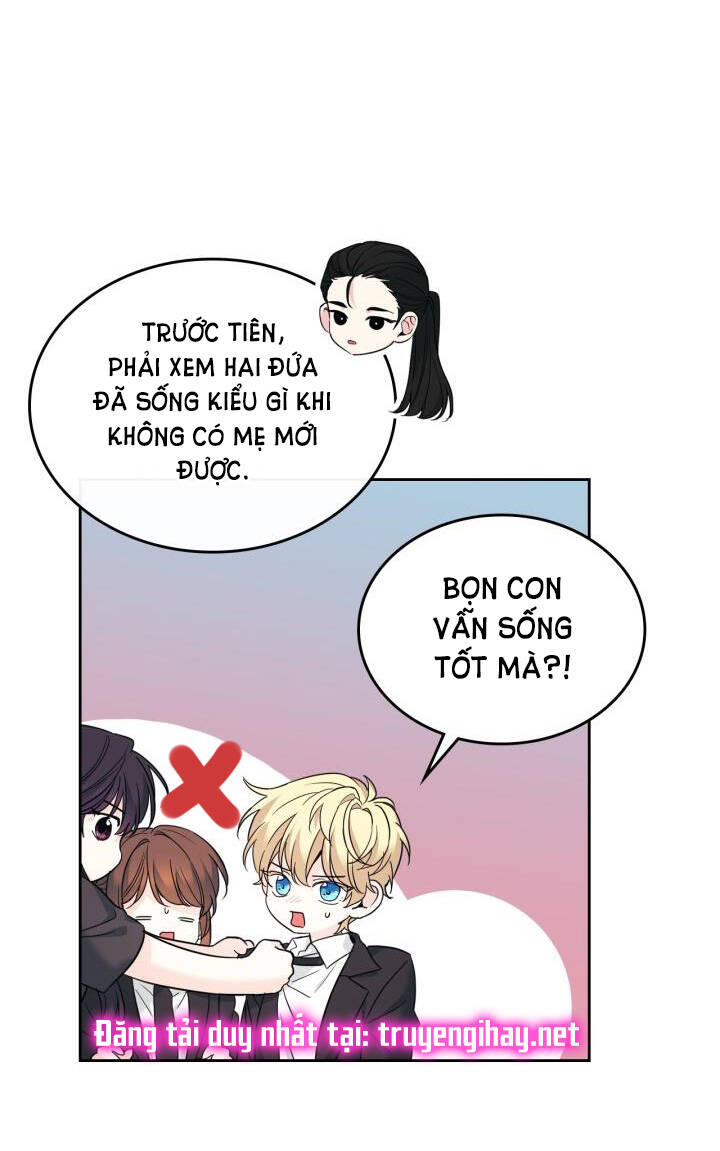 TRƯỚC TIÊN,
PHẢI XEM HAI ĐỨA
ĐÃ SỐNG KIỂU GÌ KHI
KHÔNG CÓ MẸ MỚI
ĐƯỢC.
BỌN CON
VẪN SỐNG
TỐT MÀ?!
Đăng tải duy nhất tại: truyengihay.net